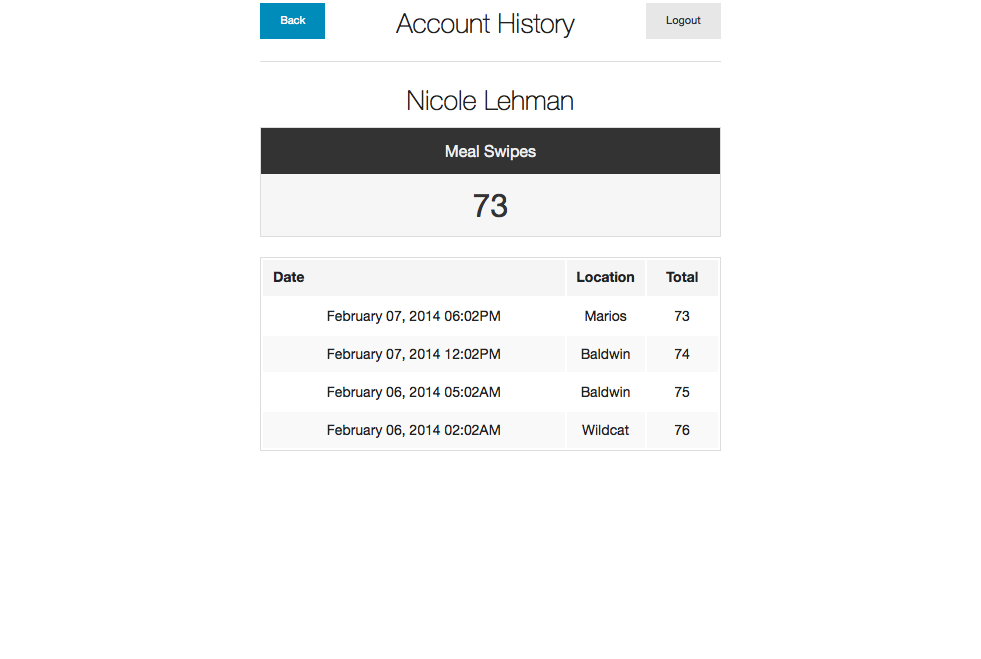 Back Account History Logout
Nicole Lehman
Meal Swipes
73
Date Location Total
February 07, 2014 06:02PM Marios 73
February 07, 2014 12:02PM Baldwin 74
February 06, 2014 05:02AM Baldwin 75
February 06, 2014 02:02AM Wildcat 76